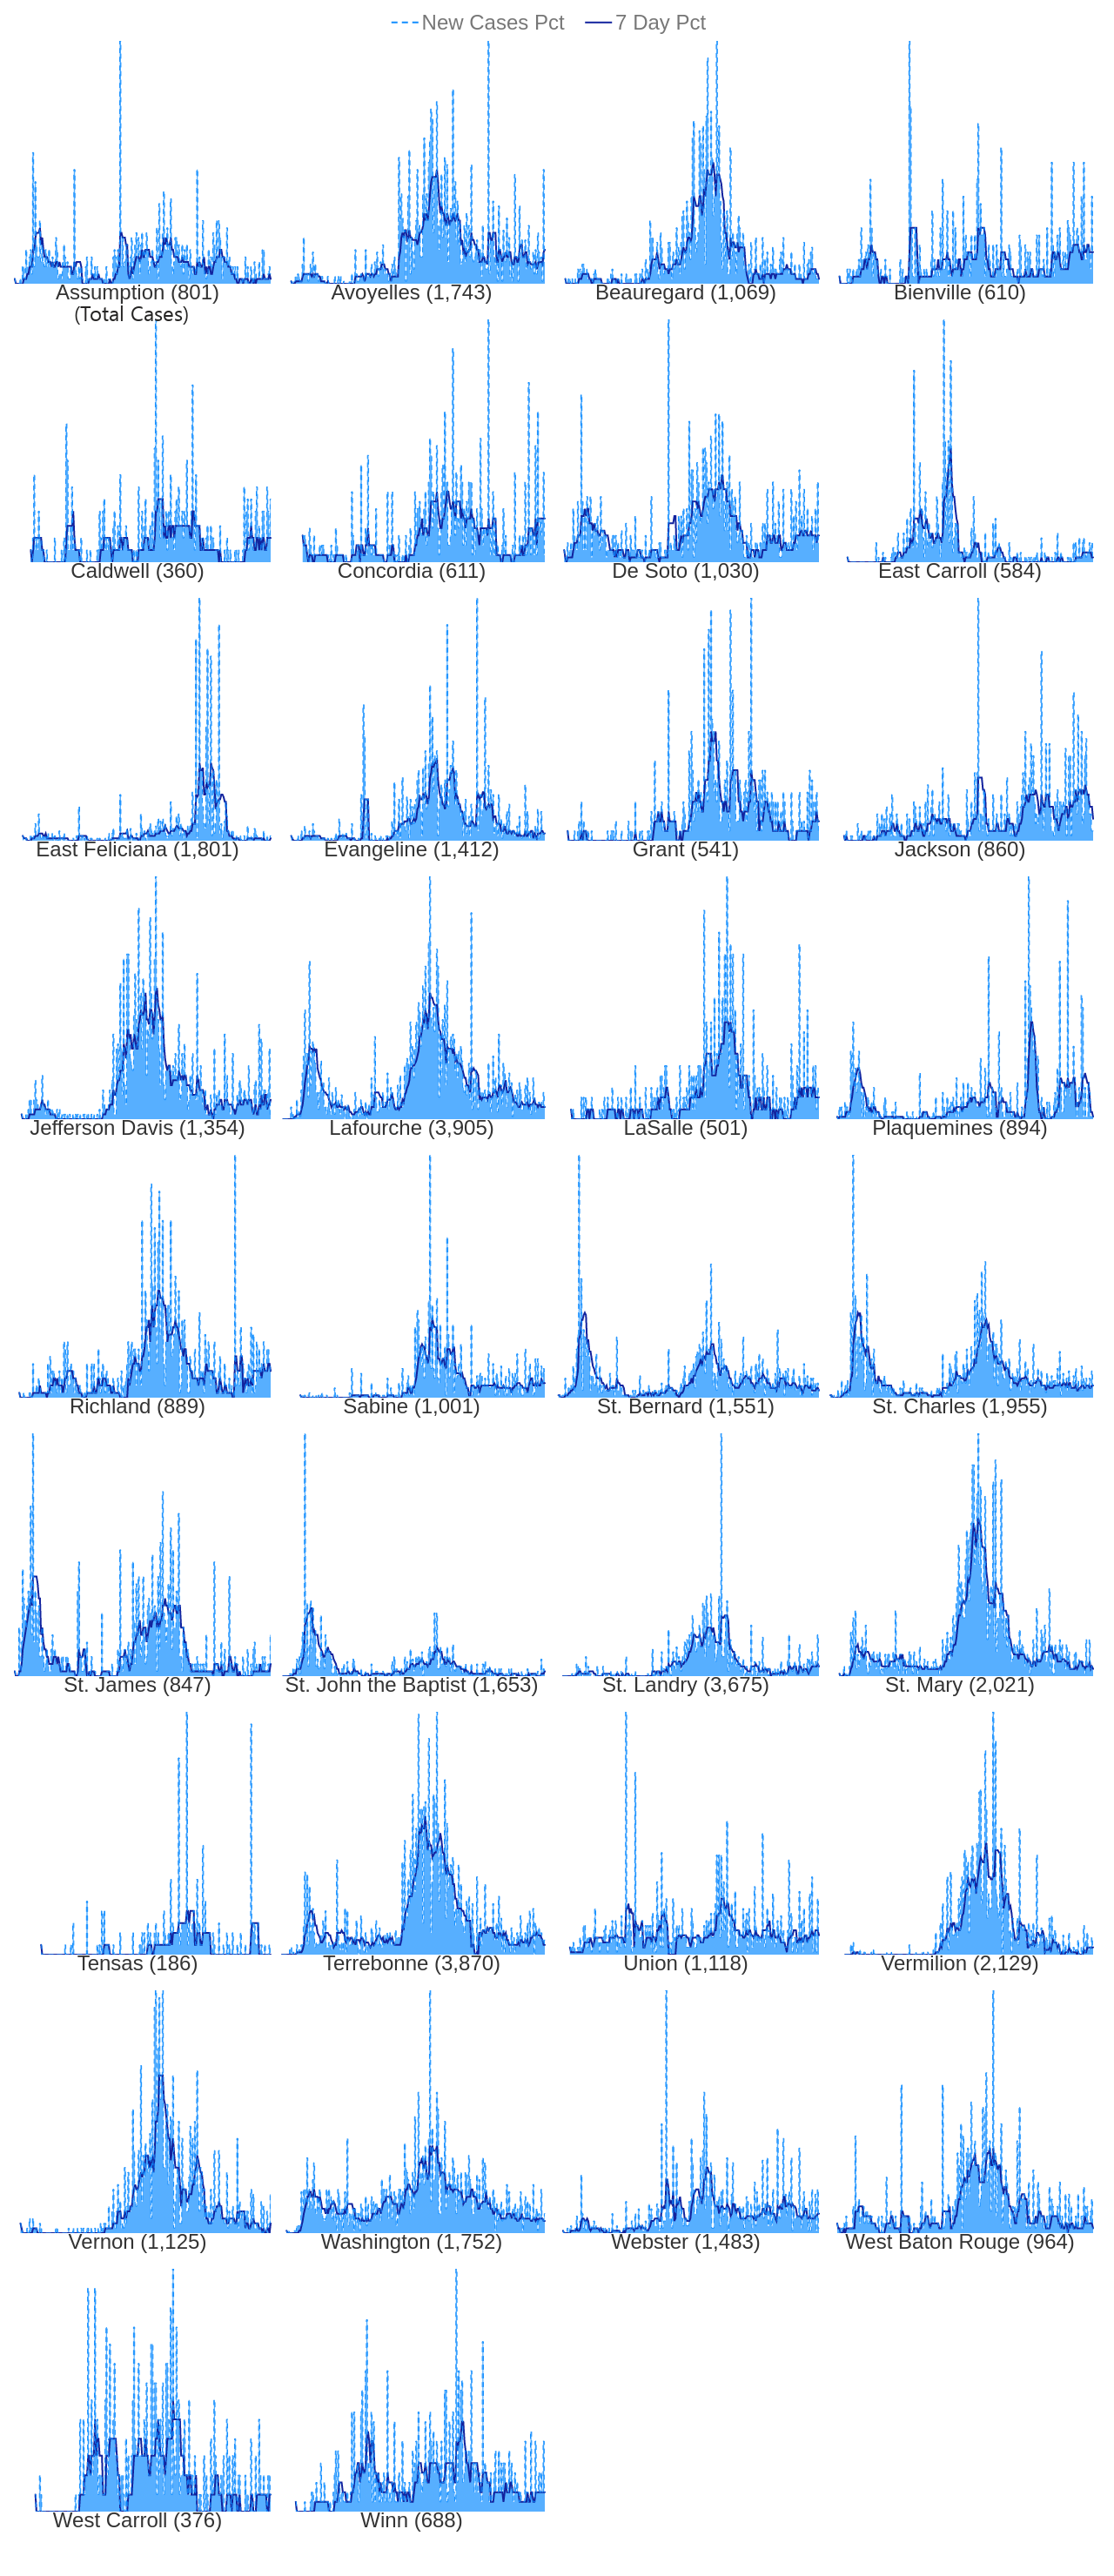 New Cases Pct 7 Day Pct
Assumption (801) Avoyelles (1,743) Beauregard (1,069) Bienville (610)
(Total Cases)
Caldwell (360) Concordia (611) De Soto (1,030) East Carroll (584)
East Feliciana (1,801) Evangeline (1,412) Grant (541) Jackson (860)
Jefferson Davis (1,354) Lafourche (3,905) LaSalle (501) Plaquemines (894)
Richland (889) Sabine (1,001) St. Bernard (1,551) St. Charles (1,955)
St. James (847) St. John the Baptist (1,653) St. Landry (3,675) St. Mary (2,021)
Tensas (186) Terrebonne (3,870) Union (1,118) Vermilion (2,129)
Vernon (1,125) Washington (1,752) Webster (1,483) West Baton Rouge (964)
West Carroll (376) Winn (688)